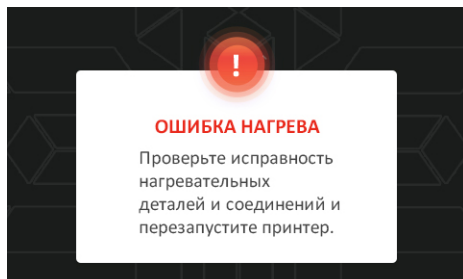 !
ОШИБКА НАГРЕВА
Проверьте исправность
нагревательных
деталей и соединений и
перезапустите принтер.